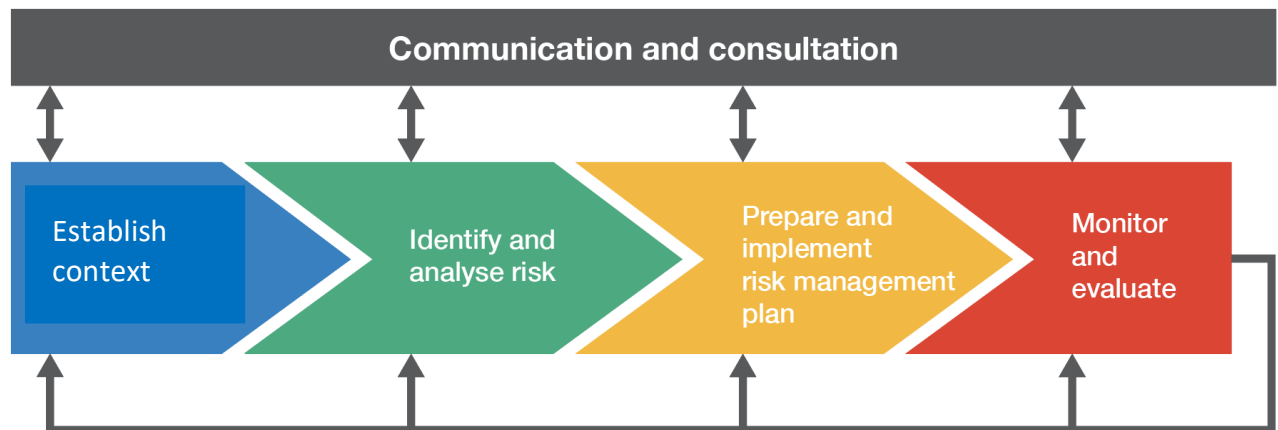 Communication and consultation
Establish
context
Identify and
analyse risk
Prepare and
implement
risk management
plan
Monitor
and
evaluate